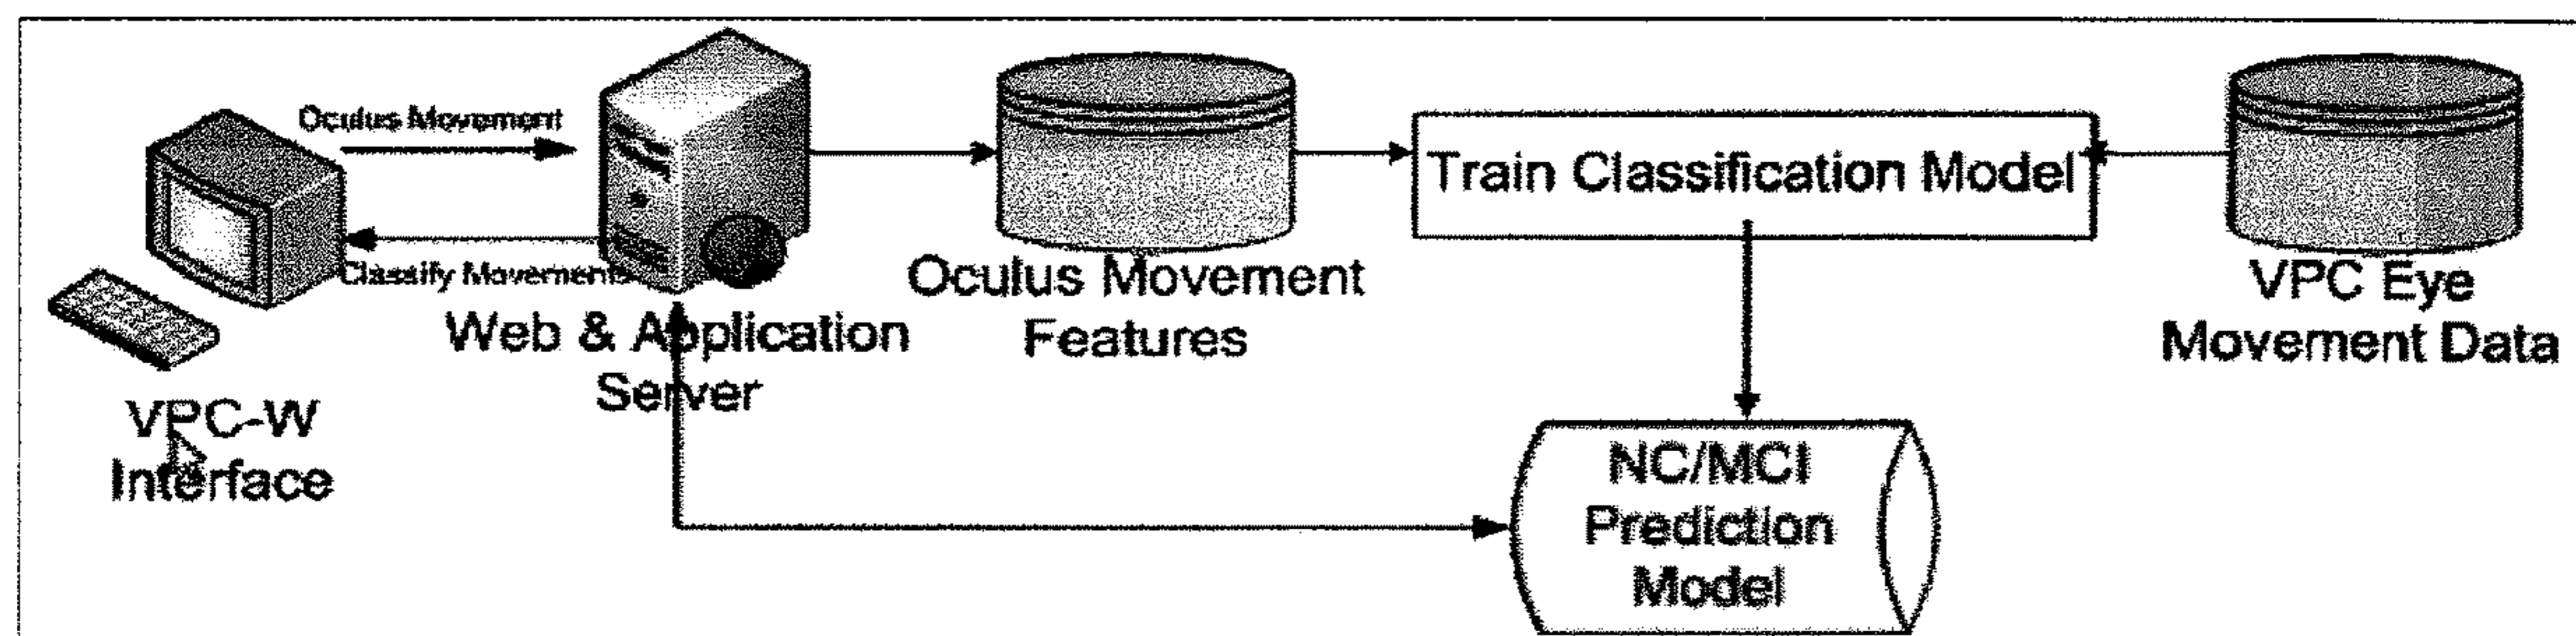 Oculus Movement
Classify Movements
VPC-W
Interface
Web & Application
Server
Oculus Movement
Features
Train Classification Model
VPC Eye
Movement Data
NC/MCI
Prediction
Model